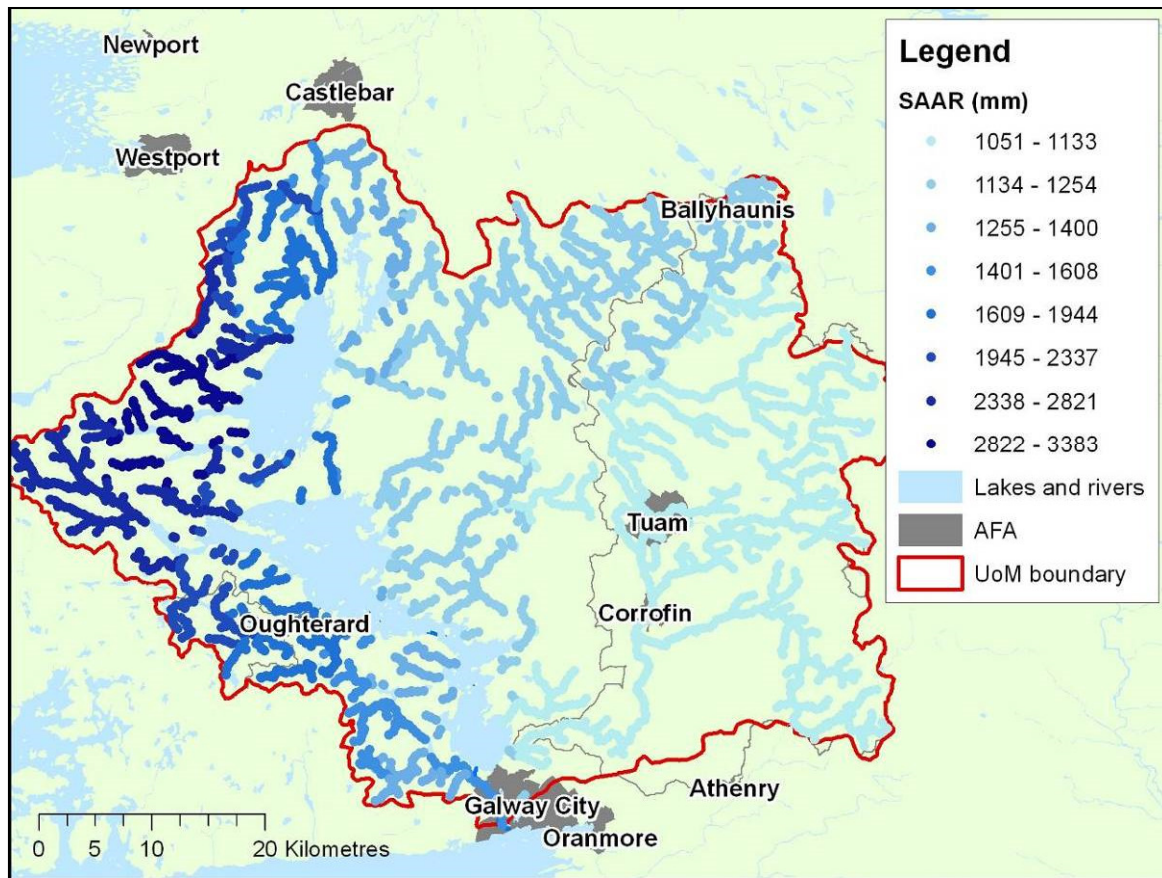 Newport
Castlebar
Westport
Ballyhaunis
Tuam
Corrofin
Oughterard
Athenry
Galway City
Oranmore
0 5 10 20 Kilometres
Legend
SAAR (mm)
1051 - 1133
1134 - 1254
1255 - 1400
1401 - 1608
1609 - 1944
1945 - 2337
2338 - 2821
2822 - 3383
Lakes and rivers
AFA
UoM boundary